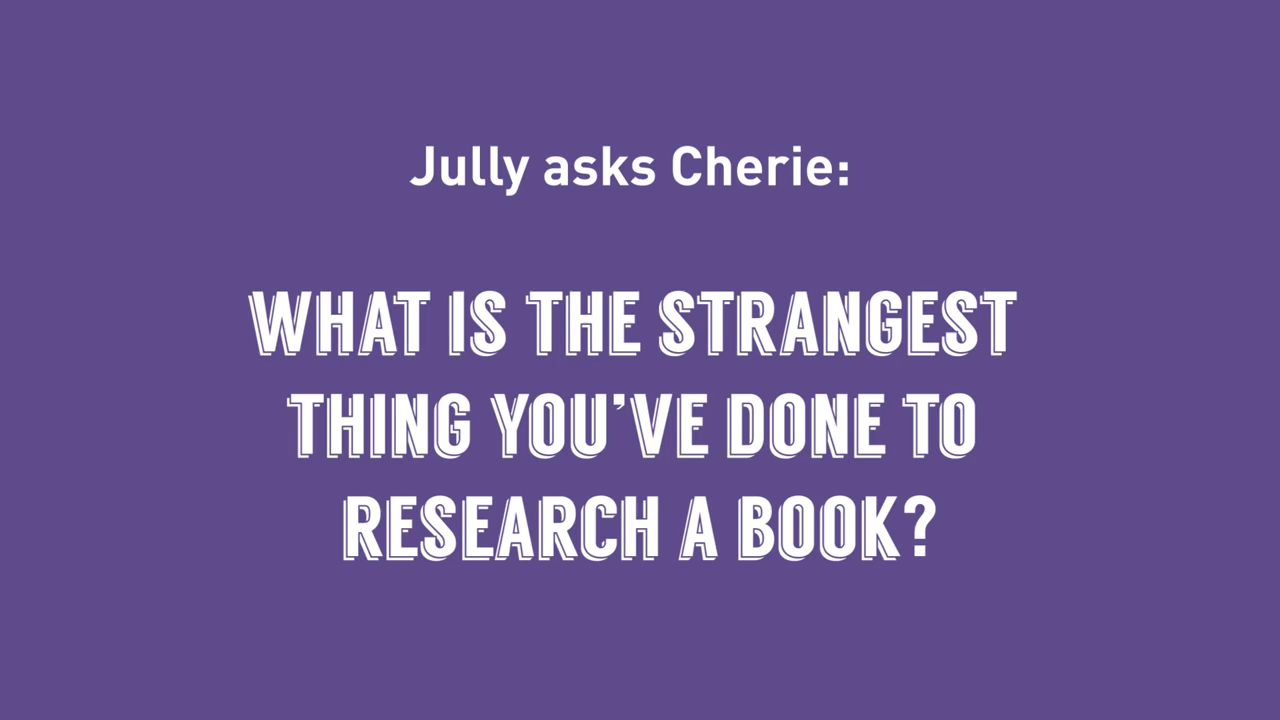 Jully asks Cherie:
WHAT IS THE STRANGEST
THING YOU'VE DONE TO
RESEARCH A BOOK?